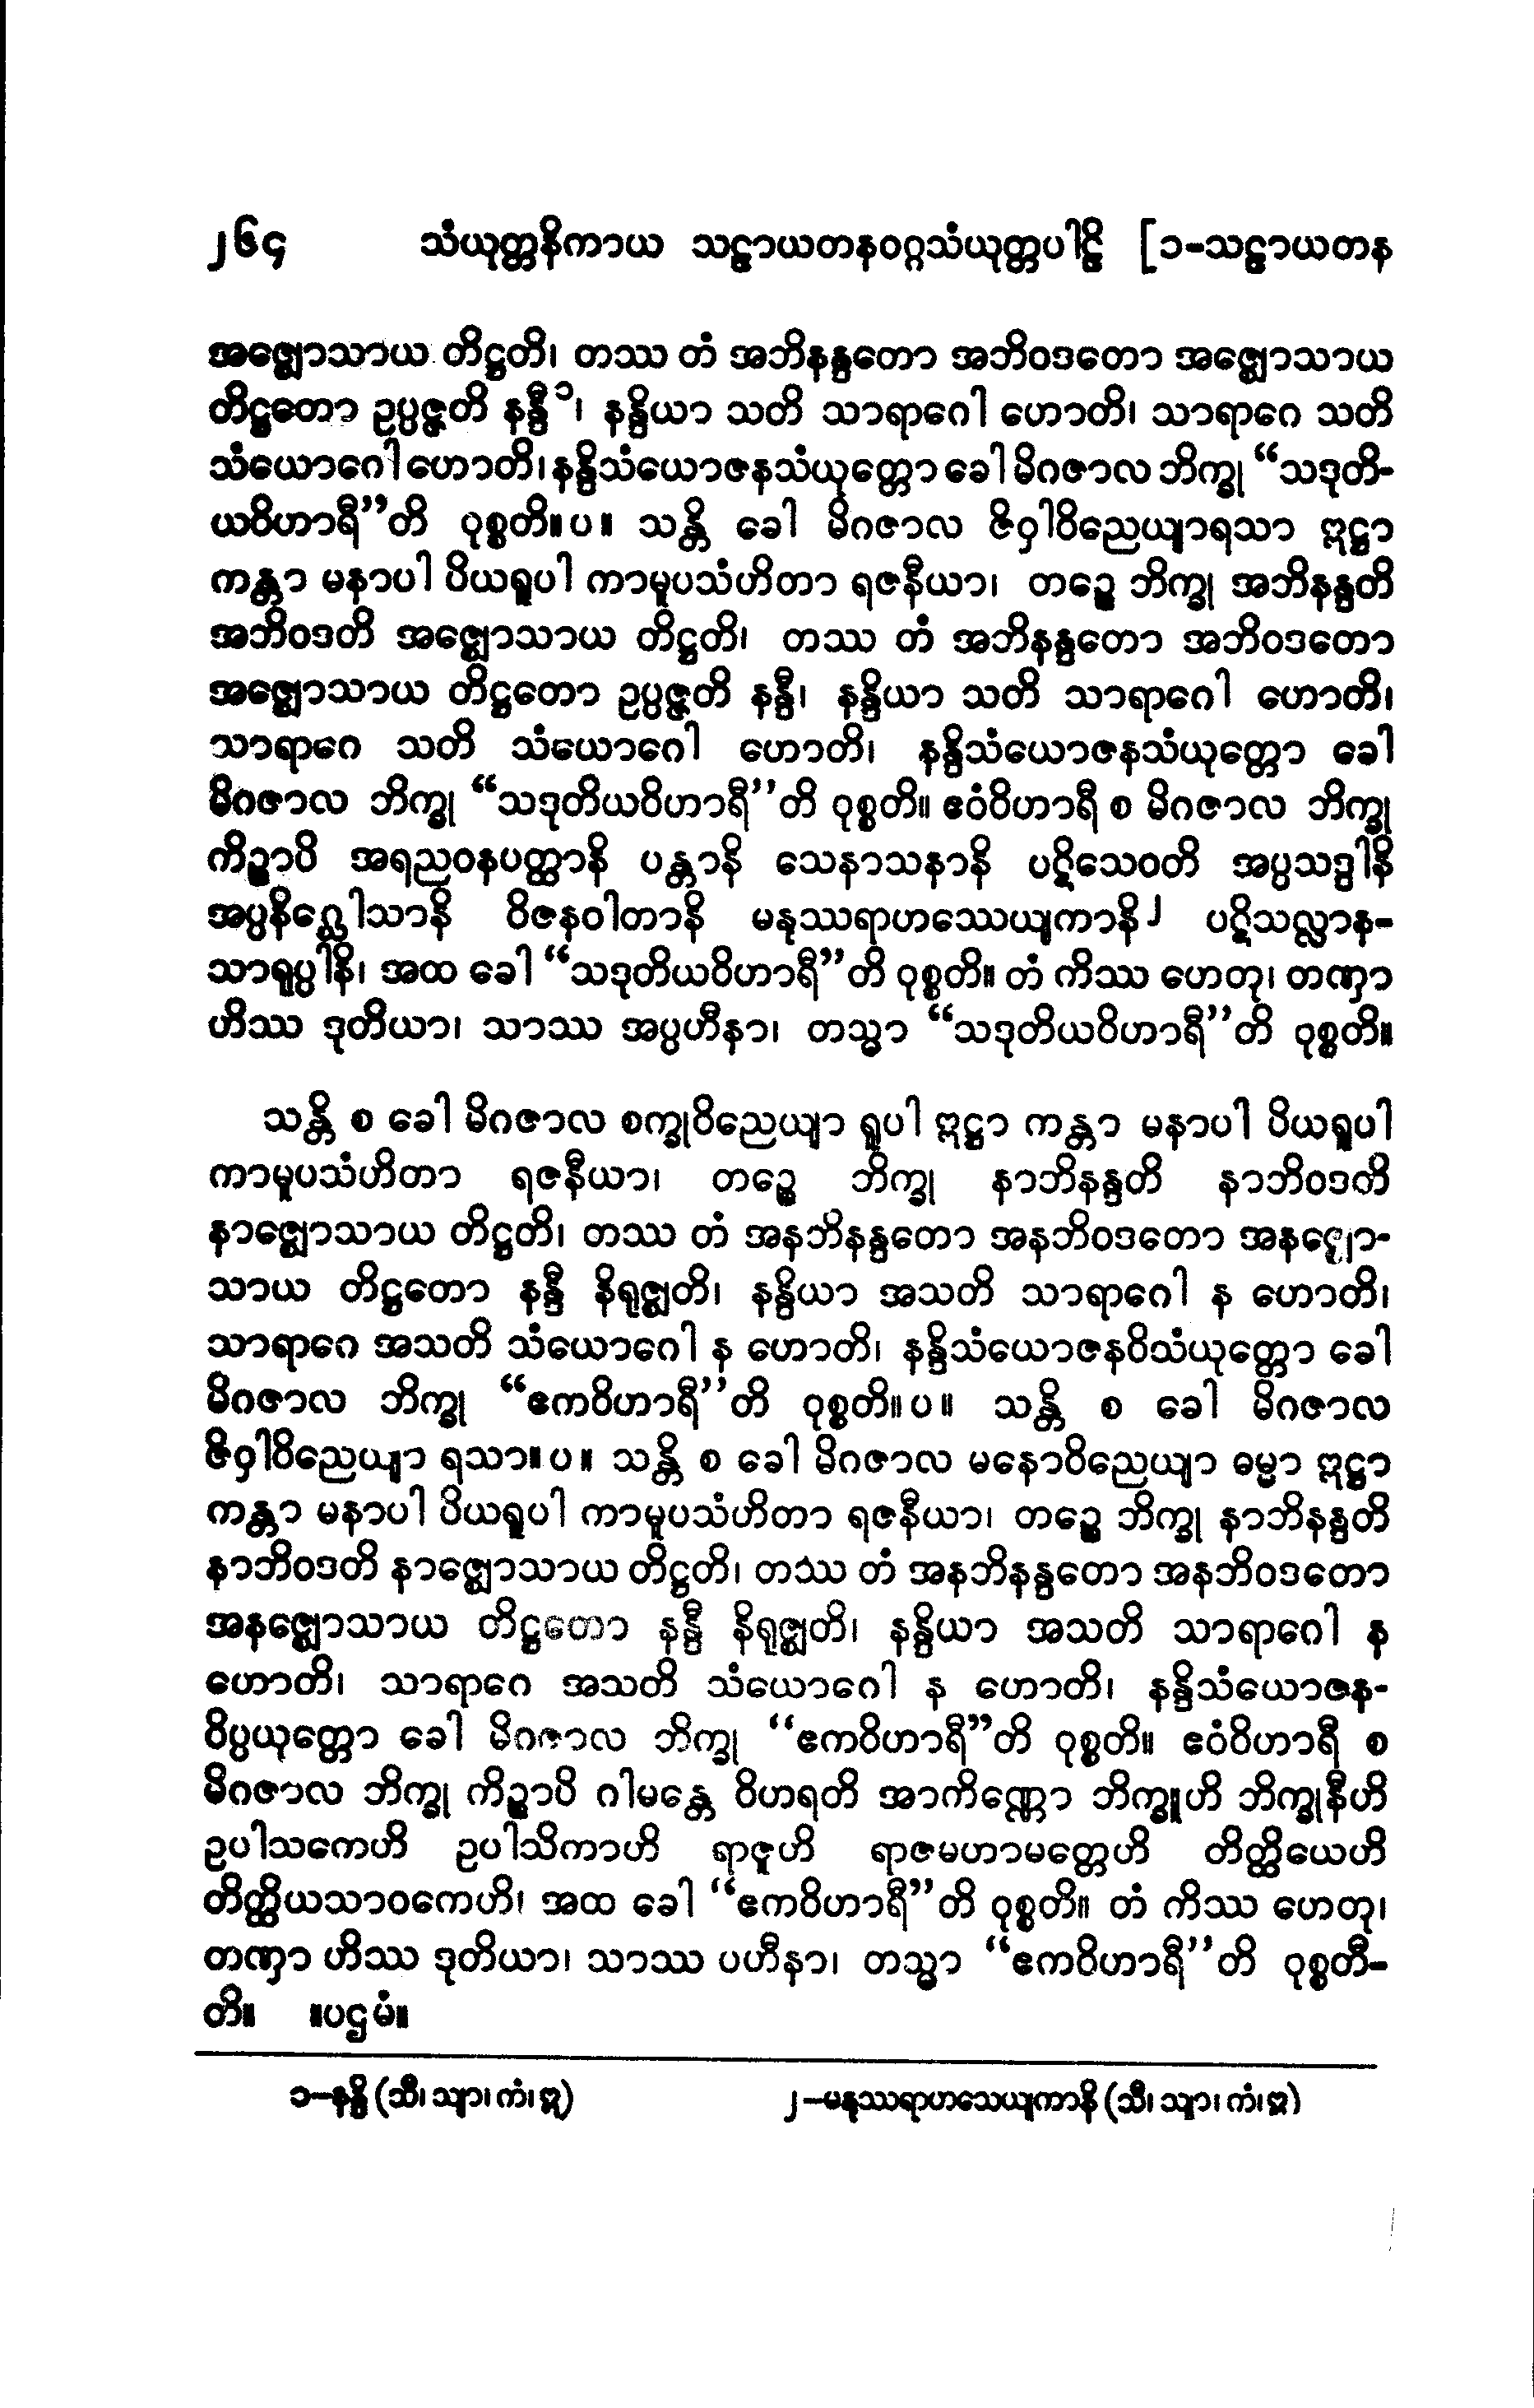 ၂၆၄ သံယုတ္တနိကာယ သဠာယတနဝဂ္ဂသံယုတ္တပါဠိ [၁-သဠာယတန
အဇ္ဈောသာယ တိဋ္ဌတိ၊ တဿ တံ အဘိနန္ဒတော အဘိဝဒတော အဇ္ဈောသာယ
တိဋ္ဌတော ဥပ္ပဇ္ဇတိ နန္ဒီ၁၊ နန္ဒိယာ သတိ သာရာဂေါ ဟောတိ၊ သာရာဂေ သတိ
သံယောဂေါ ဟောတိ၊ နန္ဒိသံယောဇနသံယုတ္တော ခေါ မိဂဇာလ ဘိက္ခု “သဒုတိ-
ယဝိဟာရီ”တိ ဝုစ္စတိ။ပ။ သန္တိ ခေါ မိဂဇာလ ဇိဝှါဝိညေယျာရသာ ဣဋ္ဌာ
ကန္တာ မနာပါ ပိယရူပါ ကာမူပသံဟိတာ ရဇနီယာ၊ တဉ္စေ ဘိက္ခု အဘိနန္ဒတိ
အဘိဝဒတိ အဇ္ဈောသာယ တိဋ္ဌတိ၊ တဿ တံ အဘိနန္ဒတော အဘိဝဒတော
အဇ္ဈောသာယ တိဋ္ဌတော ဥပ္ပဇ္ဇတိ နန္ဒီ၊ နန္ဒိယာ သတိ သာရာဂေါ ဟောတိ၊
သာရာဂေ သတိ သံယောဂေါ ဟောတိ၊ နန္ဒိသံယောဇနသံယုတ္တော ခေါ
မိဂဇာလ ဘိက္ခု “သဒုတိယဝိဟာရီ”တိ ဝုစ္စတိ။ ဧဝံဝိဟာရီ စ မိဂဇာလ ဘိက္ခု
ကိဉ္စာပိ အရညဝနပတ္ထာနိ ပန္တာနိ သေနာသနာနိ ပဋိသေဝတိ အပ္ပသဒ္ဒါနိ
အပ္ပနိဂ္ဃောသာနိ ဝိဇနဝါတာနိ မနုဿရာဟဿေယျကာနိ၂ ပဋိသလ္လာန-
သာရုပ္ပါနိ၊ အထ ခေါ “သဒုတိယဝိဟာရီ”တိ ဝုစ္စတိ။ တံ ကိဿ ဟေတု၊ တဏှာ
ဟိဿ ဒုတိယာ၊ သာဿ အပ္ပဟီနာ၊ တသ္မာ “သဒုတိယဝိဟာရီ”တိ ဝုစ္စတိ။
သန္တိ စ ခေါ မိဂဇာလ စက္ခုဝိညေယျာ ရူပါ ဣဋ္ဌာ ကန္တာ မနာပါ ပိယရူပါ
ကာမူပသံဟိတာ ရဇနီယာ၊ တဉ္စေ ဘိက္ခု နာဘိနန္ဒတိ နာဘိဝဒတိ
နာဇ္ဈောသာယ တိဋ္ဌတိ၊ တဿ တံ အနဘိနန္ဒတော အနဘိဝဒတော အနဇ္ဈော-
သာယ တိဋ္ဌတော နန္ဒီ နိရုဇ္ဈတိ၊ နန္ဒိယာ အသတိ သာရာဂေါ န ဟောတိ၊
သာရာဂေ အသတိ သံယောဂေါ န ဟောတိ၊ နန္ဒိသံယောဇနဝိသံယုတ္တော ခေါ
မိဂဇာလ ဘိက္ခု “ဧကဝိဟာရီ”တိ ဝုစ္စတိ။ပ။ သန္တိ စ ခေါ မိဂဇာလ
ဇိဝှါဝိညေယျာ ရသာ။ပ။ သန္တိ စ ခေါ မိဂဇာလ မနောဝိညေယျာ ဓမ္မာ ဣဋ္ဌာ
ကန္တာ မနာပါ ပိယရူပါ ကာမူပသံဟိတာ ရဇနီယာ၊ တဉ္စေ ဘိက္ခု နာဘိနန္ဒတိ
နာဘိဝဒတိ နာဇ္ဈောသာယ တိဋ္ဌတိ၊ တဿ တံ အနဘိနန္ဒတော အနဘိဝဒတော
အနဇ္ဈောသာယ တိဋ္ဌတော နန္ဒီ နိရုဇ္ဈတိ၊ နန္ဒိယာ အသတိ သာရာဂေါ န
ဟောတိ၊ သာရာဂေ အသတိ သံယောဂေါ န ဟောတိ၊ နန္ဒိသံယောဇန-
ဝိပ္ပယုတ္တော ခေါ မိဂဇာလ ဘိက္ခု “ဧကဝိဟာရီ”တိ ဝုစ္စတိ။ ဧဝံဝိဟာရီ စ
မိဂဇာလ ဘိက္ခု ကိဉ္စာပိ ဂါမန္တေ ဝိဟရတိ အာကိဏ္ဏော ဘိက္ခူဟိ ဘိက္ခုနီဟိ
ဥပါသကေဟိ ဥပါသိကာဟိ ရာဇူဟိ ရာဇမဟာမတ္တေဟိ တိတ္ထိယေဟိ
တိတ္ထိယသာဝကေဟိ၊ အထ ခေါ “ဧကဝိဟာရီ”တိ ဝုစ္စတိ။ တံ ကိဿ ဟေတု၊
တဏှာ ဟိဿ ဒုတိယာ၊ သာဿ ပဟီနာ၊ တသ္မာ “ဧကဝိဟာရီ”တိ ဝုစ္စတီ-
တိ။ ။ပဌမံ။
၁-နန္ဒိ (သီ၊ သျာ၊ ကံ၊ ဣ) ၂-မနုဿရာဟသေယျကာနိ (သီ၊ သျာ၊ ကံ၊ ဣ)